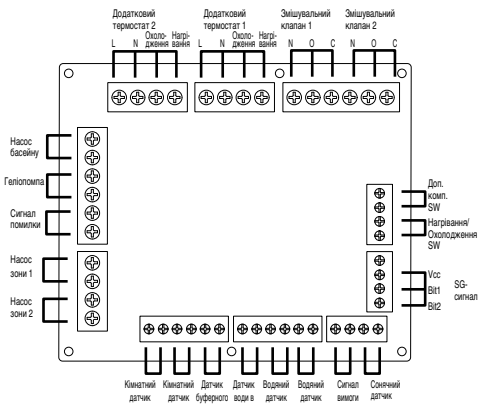 Додатковий термостат 2
Додатковий термостат 1
Змішувальний клапан 1
Змішувальний клапан 2
L N Охоло-дження Нагрі-вання
L N Охоло-дження Нагрі-вання
N O C
N O C
Насос басейну
Геліопомпа
Сигнал помилки
Насос зони 1
Насос зони 2
Доп. комп. SW
Нагрівання/Охолодження SW
Vcc
Bit1
Bit2
SG-сигнал
Кімнатний датчик
Кімнатний датчик
Датчик буферного
Датчик води в
Водяний датчик
Водяний датчик
Сигнал вимоги
Сонячний датчик